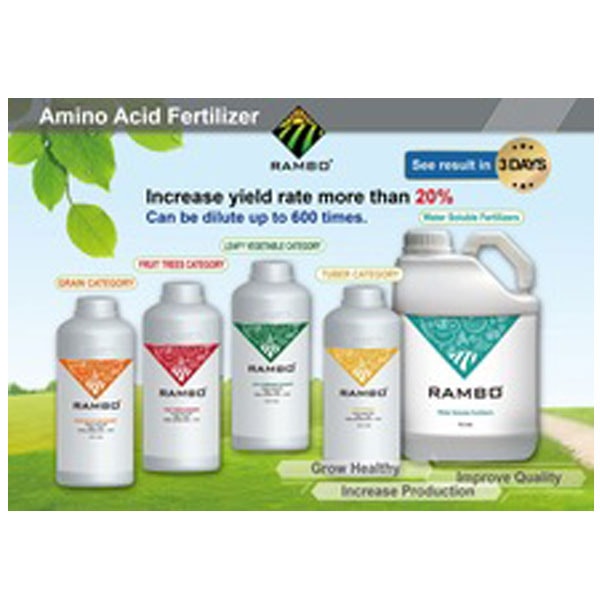 Amino Acid Fertilizer
RAMBO
See result in 3 DAYS
Increase yield rate more than 20%
Can be dilute up to 600 times.
Water Soluble Fertilizers
LEAFY VEGETABLE CATEGORY
FRUIT TREES CATEGORY
TUBER CATEGORY
GRAIN CATEGORY
RAMBO
RAMBO
RAMBO
RAMBO
RAMBO
Grow Healthy
Improve Quality
Increase Production